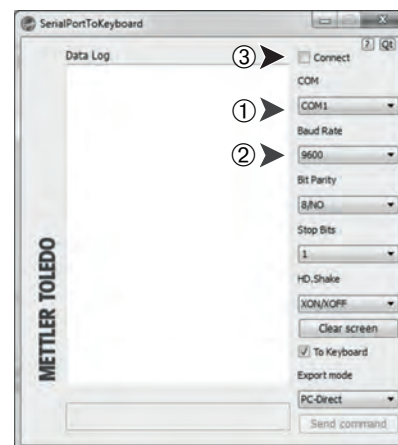 SerialPortToKeyboard
? Qt
Data Log
③ Connect
COM
① COM1
Baud Rate
② 9600
Bit Parity
8/NO
Stop Bits
1
HD.Shake
XON/XOFF
Clear screen
To Keyboard
Export mode
PC-Direct
Send command
METTLER TOLEDO